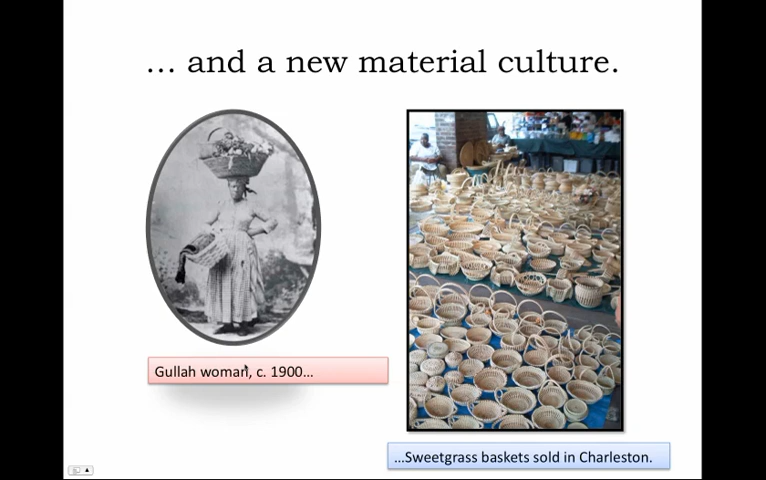 … and a new material culture.
Gullah woman, c. 1900…
…Sweetgrass baskets sold in Charleston.